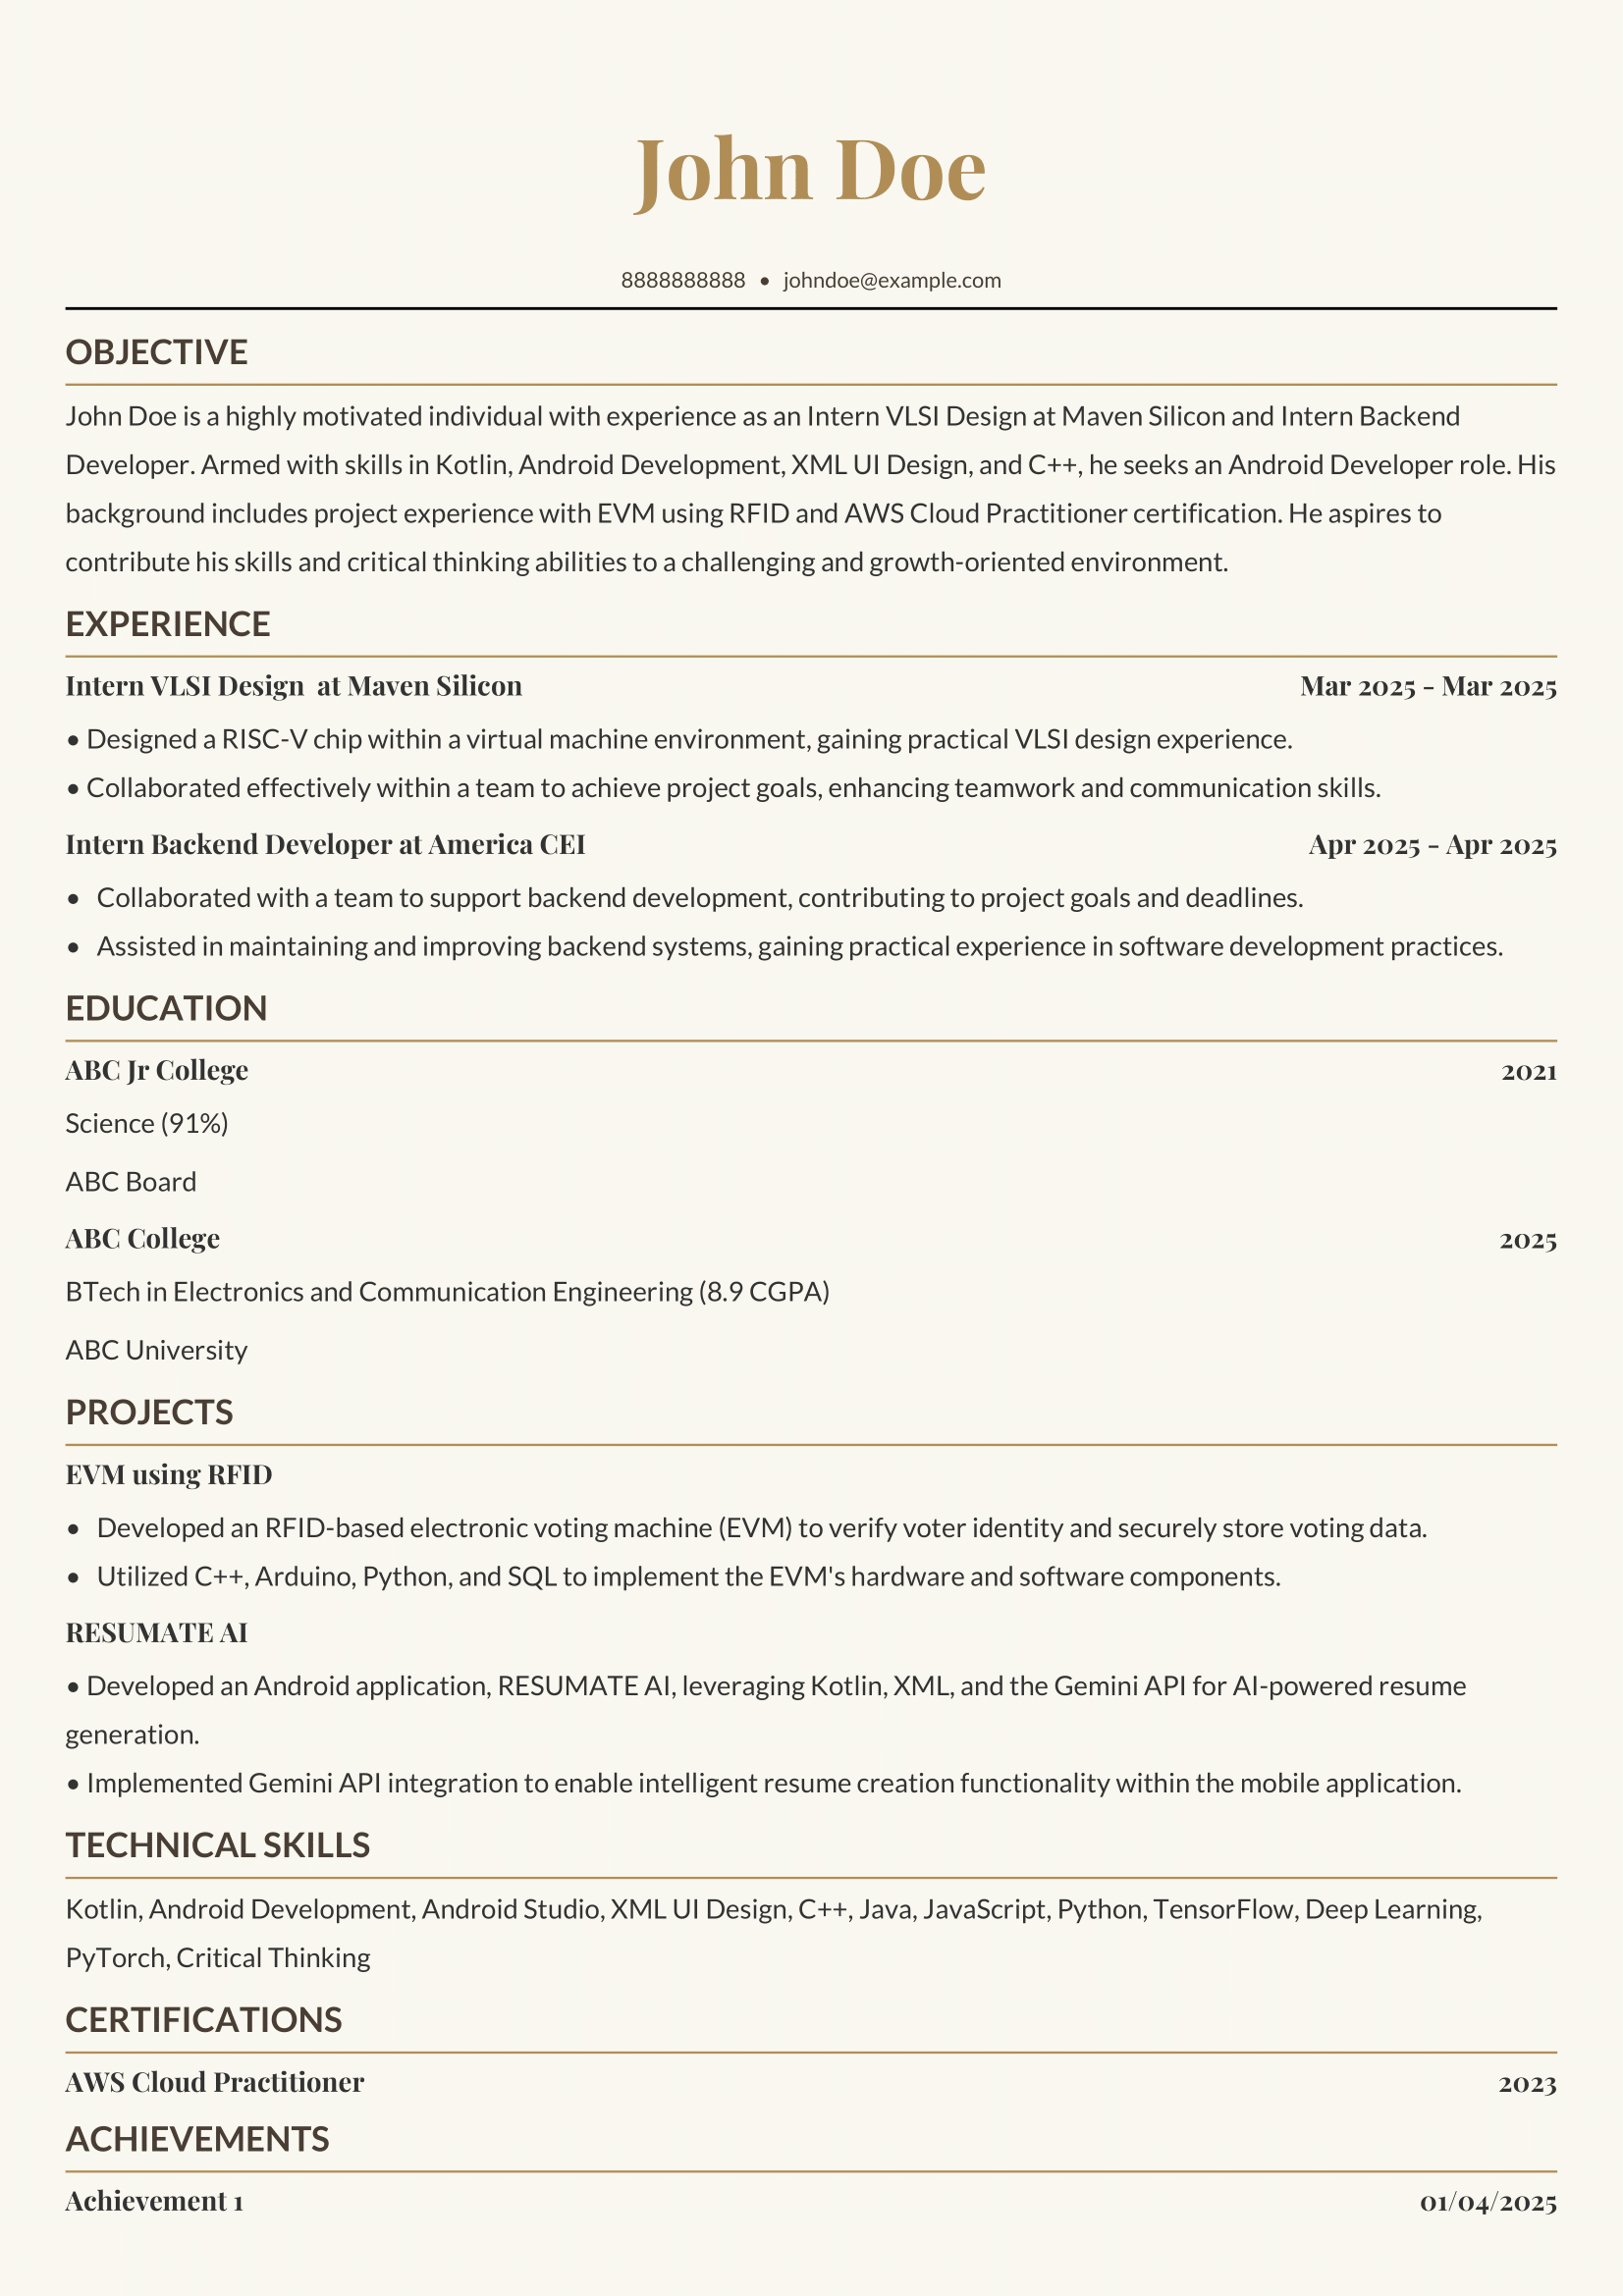 John Doe
8888888888 • johndoe@example.com
OBJECTIVE
John Doe is a highly motivated individual with experience as an Intern VLSI Design at Maven Silicon and Intern Backend
Developer. Armed with skills in Kotlin, Android Development, XML UI Design, and C++, he seeks an Android Developer role. His
background includes project experience with EVM using RFID and AWS Cloud Practitioner certification. He aspires to
contribute his skills and critical thinking abilities to a challenging and growth-oriented environment.
EXPERIENCE
Intern VLSI Design at Maven Silicon Mar 2025 - Mar 2025
• Designed a RISC-V chip within a virtual machine environment, gaining practical VLSI design experience.
• Collaborated effectively within a team to achieve project goals, enhancing teamwork and communication skills.
Intern Backend Developer at America CEI Apr 2025 - Apr 2025
• Collaborated with a team to support backend development, contributing to project goals and deadlines.
• Assisted in maintaining and improving backend systems, gaining practical experience in software development practices.
EDUCATION
ABC Jr College 2021
Science (91%)
ABC Board
ABC College 2025
BTech in Electronics and Communication Engineering (8.9 CGPA)
ABC University
PROJECTS
EVM using RFID
• Developed an RFID-based electronic voting machine (EVM) to verify voter identity and securely store voting data.
• Utilized C++, Arduino, Python, and SQL to implement the EVM's hardware and software components.
RESUMATE AI
• Developed an Android application, RESUMATE AI, leveraging Kotlin, XML, and the Gemini API for AI-powered resume
generation.
• Implemented Gemini API integration to enable intelligent resume creation functionality within the mobile application.
TECHNICAL SKILLS
Kotlin, Android Development, Android Studio, XML UI Design, C++, Java, JavaScript, Python, TensorFlow, Deep Learning,
PyTorch, Critical Thinking
CERTIFICATIONS
AWS Cloud Practitioner 2023
ACHIEVEMENTS
Achievement 1 01/04/2025